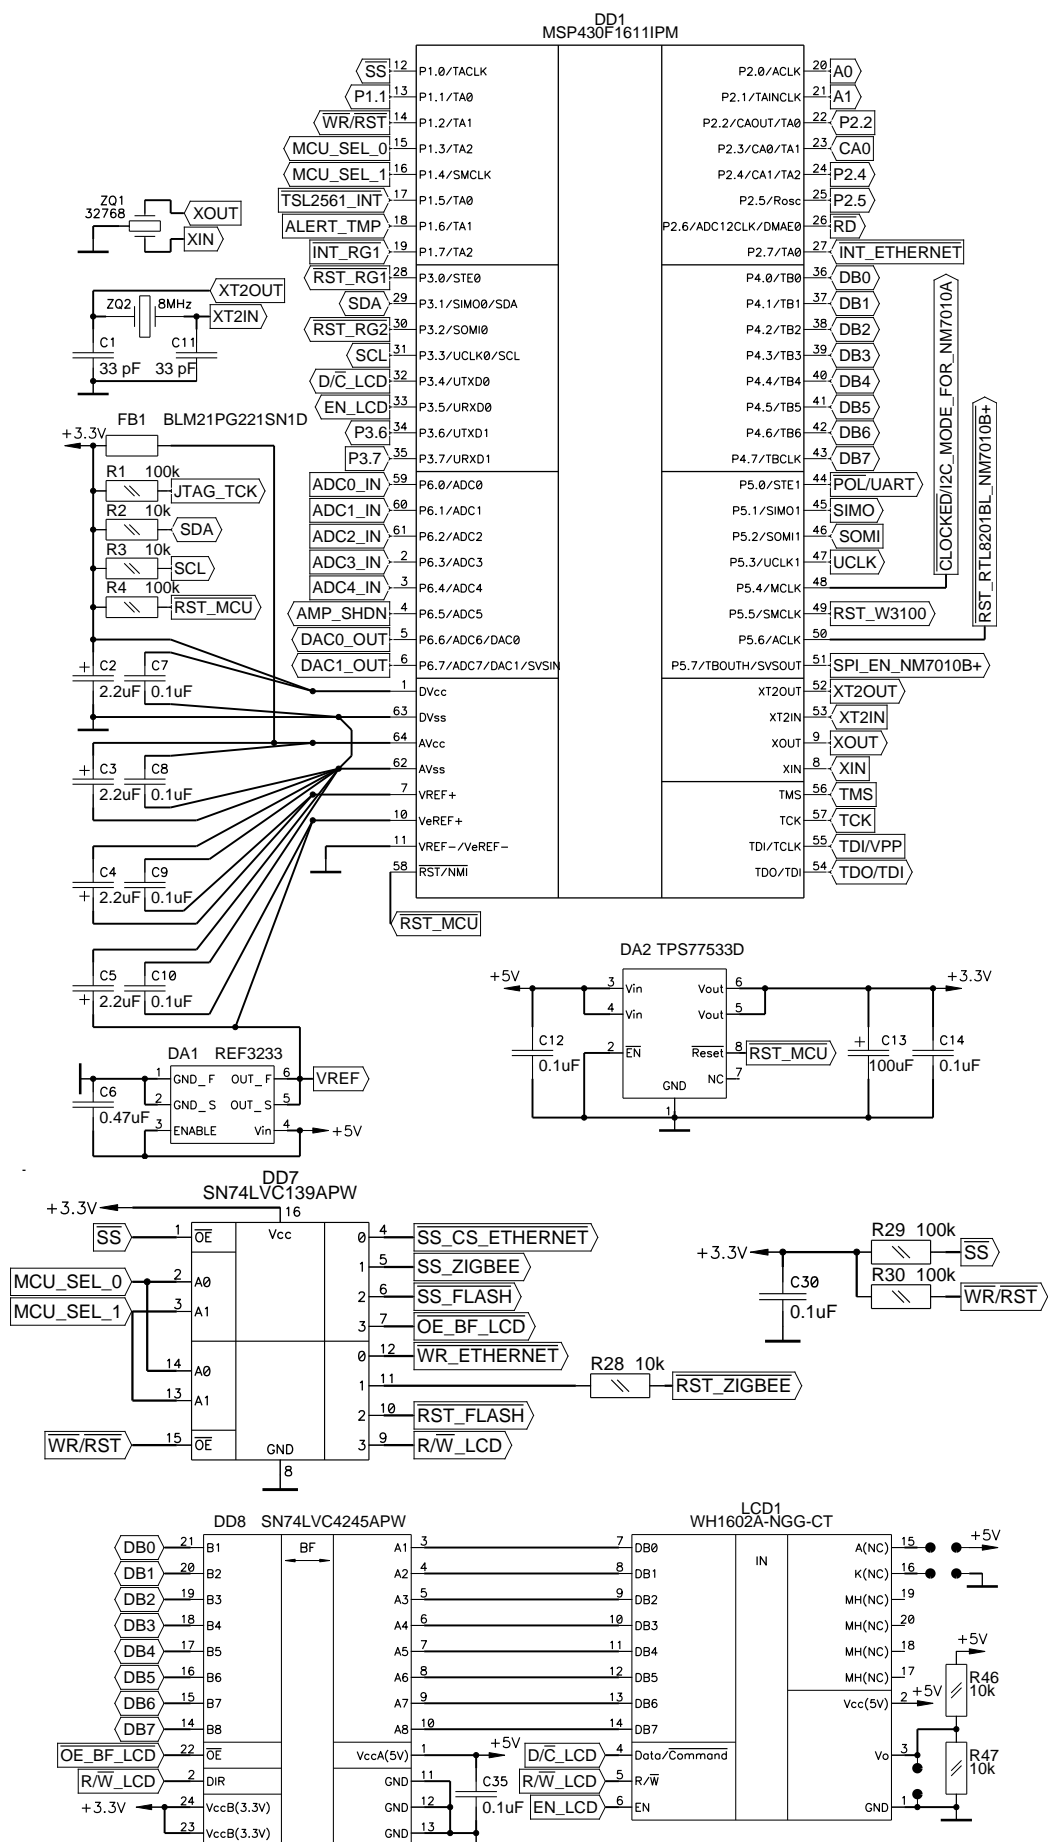 DD1
MSP430F1611IPM
SS 12 P1.0/TACLK P2.0/ACLK 20 A0
P1.1 13 P1.1/TA0 P2.1/TAINCLK 21 A1
WR/RST 14 P1.2/TA1 P2.2/CAOUT/TA0 22 P2.2
MCU_SEL_0 15 P1.3/TA2 P2.3/CA0/TA1 23 CA0
MCU_SEL_1 16 P1.4/SMCLK P2.4/CA1/TA2 24 P2.4
TSL2561_INT 17 P1.5/TA0 P2.5/Rosc 25 P2.5
ALERT_TMP 18 P1.6/TA1 P2.6/ADC12CLK/DMAE0 26 RD
INT_RG1 19 P1.7/TA2 P2.7/TA0 27 INT_ETHERNET
RST_RG1 28 P3.0/STE0 P4.0/TB0 36 DB0
SDA 29 P3.1/SIMO0/SDA P4.1/TB1 37 DB1
RST_RG2 30 P3.2/SOMI0 P4.2/TB2 38 DB2
SCL 31 P3.3/UCLK0/SCL P4.3/TB3 39 DB3
D/C_LCD 32 P3.4/UTXD0 P4.4/TB4 40 DB4
EN_LCD 33 P3.5/URXD0 P4.5/TB5 41 DB5
P3.6 34 P3.6/UTXD1 P4.6/TB6 42 DB6
P3.7 35 P3.7/URXD1 P4.7/TBCLK 43 DB7
ADC0_IN 59 P6.0/ADC0 P5.0/STE1 44 POL/UART
ADC1_IN 60 P6.1/ADC1 P5.1/SIMO1 45 SIMO
ADC2_IN 61 P6.2/ADC2 P5.2/SOMI1 46 SOMI
ADC3_IN 2 P6.3/ADC3 P5.3/UCLK1 47 UCLK
ADC4_IN 3 P6.4/ADC4 P5.4/MCLK 48
AMP_SHDN 4 P6.5/ADC5 P5.5/SMCLK 49 RST_W3100
DAC0_OUT 5 P6.6/ADC6/DAC0 P5.6/ACLK 50
DAC1_OUT 6 P6.7/ADC7/DAC1/SVSIN P5.7/TBOUTH/SVSOUT 51 SPI_EN_NM7010B+
1 DVcc XT2OUT 52 XT2OUT
63 DVss XT2IN 53 XT2IN
64 AVcc XOUT 9 XOUT
62 AVss XIN 8 XIN
7 VREF+ TMS 56 TMS
10 VeREF+ TCK 57 TCK
11 VREF-/VeREF- TDI/TCLK 55 TDI/VPP
58 RST/NMI TDO/TDI 54 TDO/TDI
RST_MCU
CLOCKED/I2C_MODE_FOR_NM7010A
RST_RTL8201BL_NM7010B+
ZQ1
32768
XOUT
XIN
XT2OUT
ZQ2 8MHz
XT2IN
C1 C11
33 pF 33 pF
FB1 BLM21PG221SN1D
+3.3V
R1 100k
JTAG_TCK
R2 10k
SDA
R3 10k
SCL
R4 100k
RST_MCU
C2 C7
2.2uF 0.1uF
C3 C8
2.2uF 0.1uF
C4 C9
2.2uF 0.1uF
C5 C10
2.2uF 0.1uF
DA1 REF3233
1 GND_F OUT_F 6 VREF
C6
0.47uF
2 GND_S OUT_S 5
3 ENABLE Vin 4 +5V
DA2 TPS77533D
+5V 3 Vin Vout 6 +3.3V
4 Vin Vout 5
C12
0.1uF
2 EN Reset 8 RST_MCU
NC 7
GND
1
C13
100uF
C14
0.1uF
DD7
SN74LVC139APW
+3.3V 16
SS 1 OE Vcc 0 4 SS_CS_ETHERNET
1 5 SS_ZIGBEE
MCU_SEL_0 2 A0 2 6 SS_FLASH
MCU_SEL_1 3 A1 3 7 OE_BF_LCD
0 12 WR_ETHERNET
14 A0 1 11 R28 10k RST_ZIGBEE
13 A1 2 10 RST_FLASH
WR/RST 15 OE GND 3 9 R/W_LCD
8
+3.3V
R29 100k
SS
R30 100k
WR/RST
C30
0.1uF
DD8 SN74LVC4245APW
DB0 21 B1 BF A1 3
DB1 20 B2 A2 4
DB2 19 B3 A3 5
DB3 18 B4 A4 6
DB4 17 B5 A5 7
DB5 16 B6 A6 8
DB6 15 B7 A7 9
DB7 14 B8 A8 10
OE_BF_LCD 22 OE VccA(5V) 1 +5V
R/W_LCD 2 DIR GND 11
+3.3V 24 VccB(3.3V) GND 12
23 VccB(3.3V) GND 13
C35
0.1uF
LCD1
WH1602A-NGG-CT
7 DB0 IN A(NC) 15 +5V
8 DB1 K(NC) 16
9 DB2 MH(NC) 19
10 DB3 MH(NC) 20
11 DB4 MH(NC) 18
12 DB5 MH(NC) 17
13 DB6 Vcc(5V) 2 +5V
14 DB7
D/C_LCD 4 Data/Command Vo 3
R/W_LCD 5 R/W
EN_LCD 6 EN GND 1
+5V
R46
10k
R47
10k